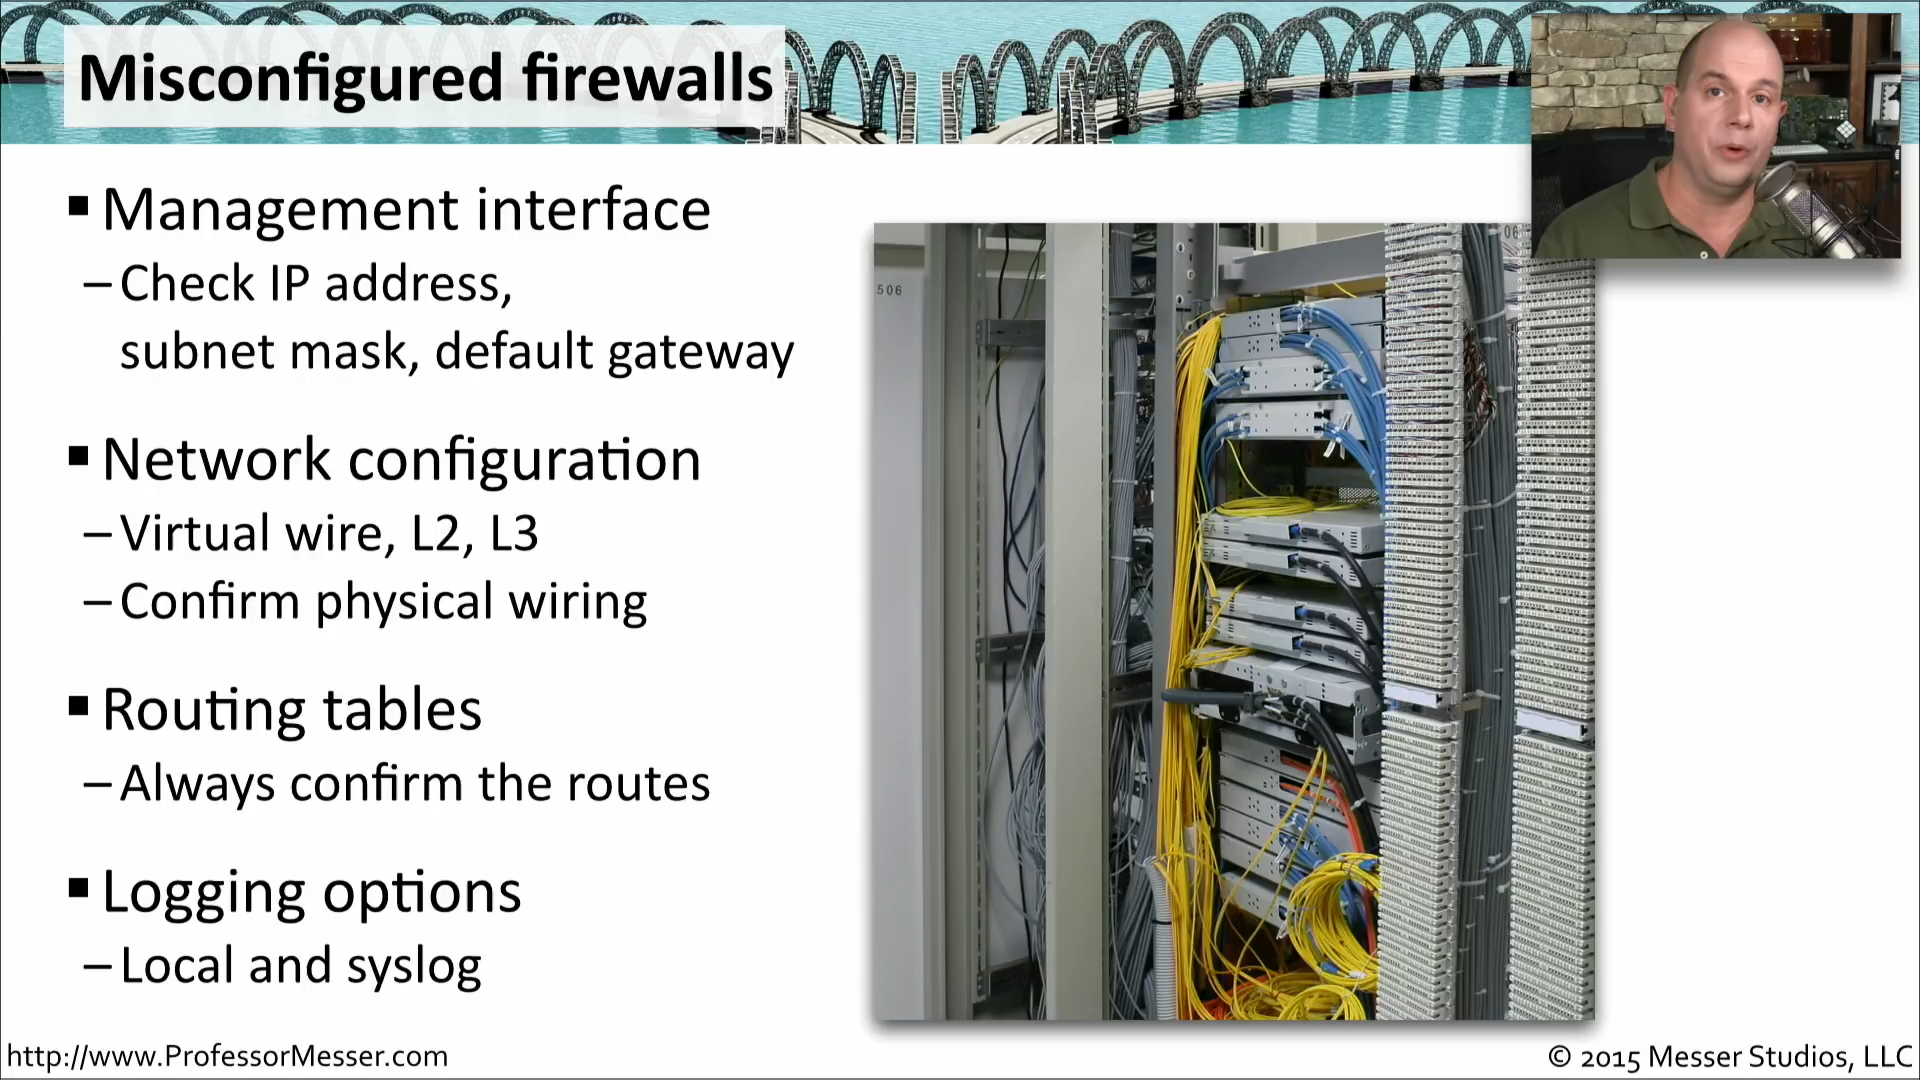 Misconfigured firewalls
▪ Management interface
– Check IP address,
subnet mask, default gateway
▪ Network configuration
– Virtual wire, L2, L3
– Confirm physical wiring
▪ Routing tables
– Always confirm the routes
▪ Logging options
– Local and syslog
506
06
http://www.ProfessorMesser.com
© 2015 Messer Studios, LLC